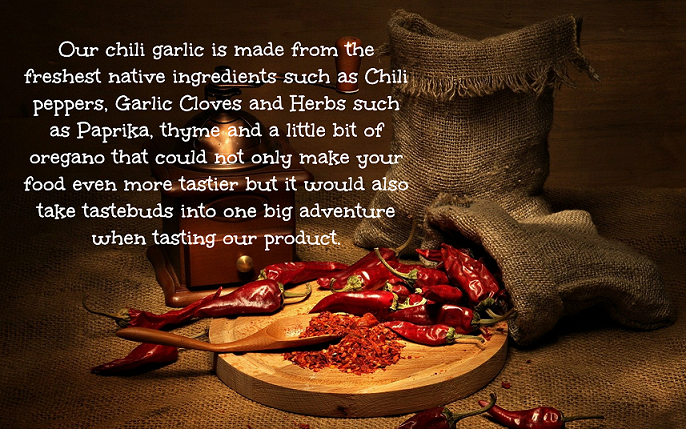 Our chili garlic is made from the
freshest native ingredients such as Chili
peppers, Garlic Cloves and Herbs such
as Paprika, thyme and a little bit of
oregano that could not only make your
food even more tastier but it would also
take tastebuds into one big adventure
when tasting our product.